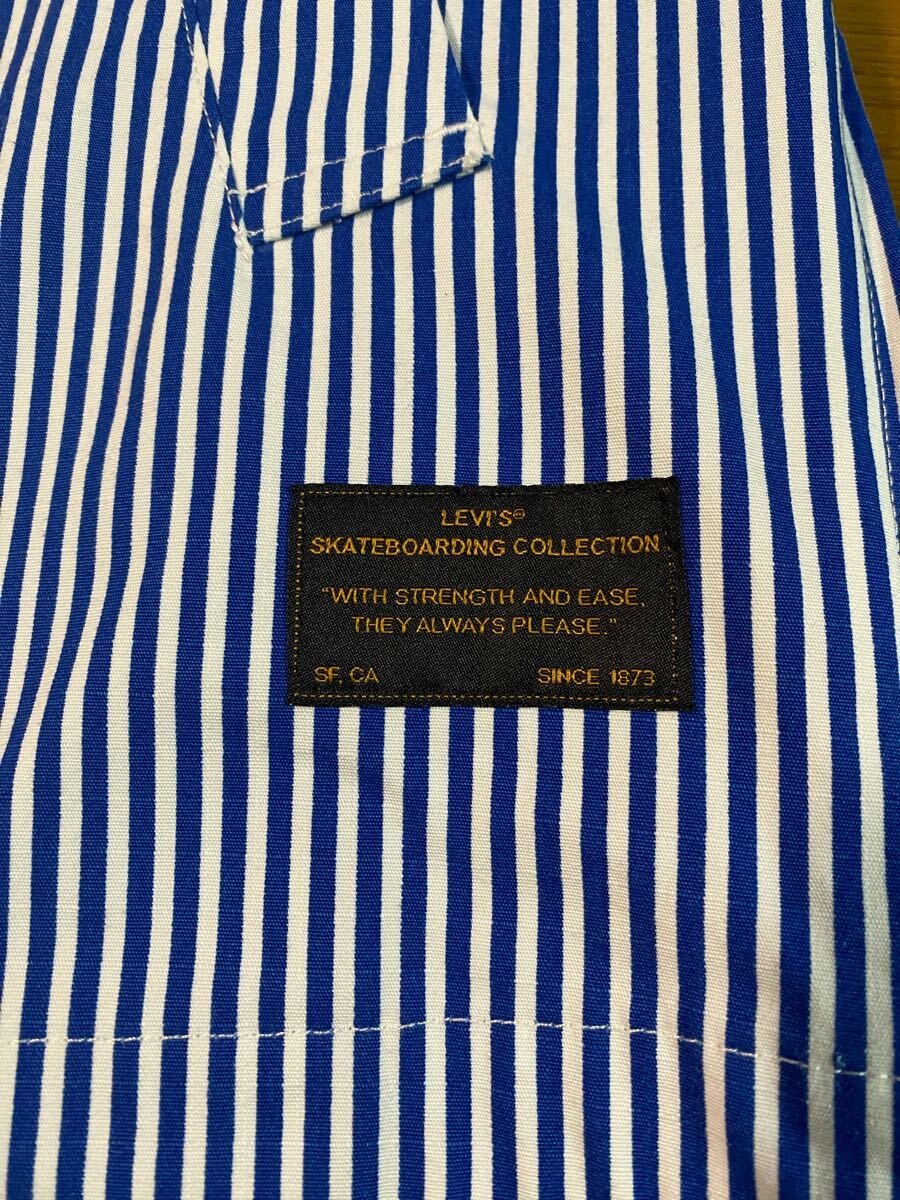 LEVI'S®
SKATEBOARDING COLLECTION
"WITH STRENGTH AND EASE,
THEY ALWAYS PLEASE."
SF, CA SINCE 1873